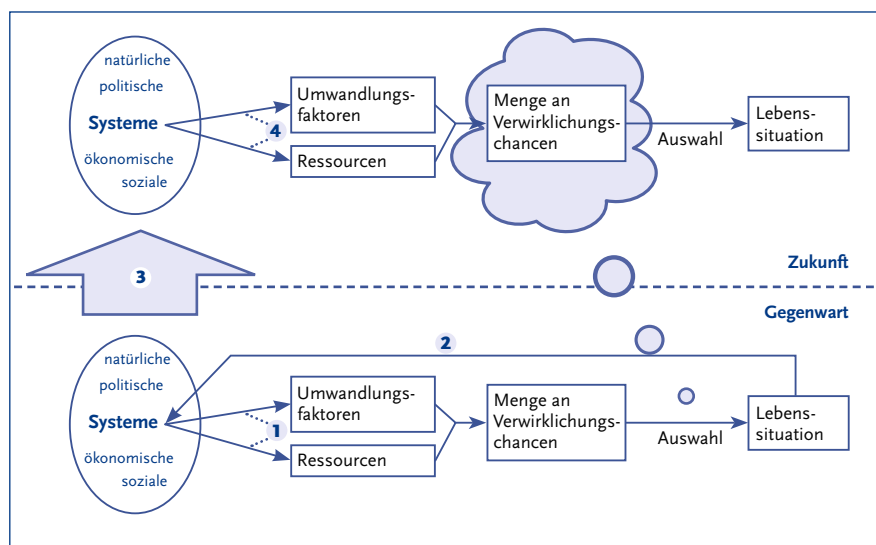 natürliche
politische
Systeme
ökonomische
soziale
4
Umwandlungs-
faktoren
Ressourcen
Menge an
Verwirklichungs-
chancen
Auswahl
Lebens-
situation
3
Zukunft
Gegenwart
2
natürliche
politische
Systeme
ökonomische
soziale
1
Umwandlungs-
faktoren
Ressourcen
Menge an
Verwirklichungs-
chancen
Auswahl
Lebens-
situation